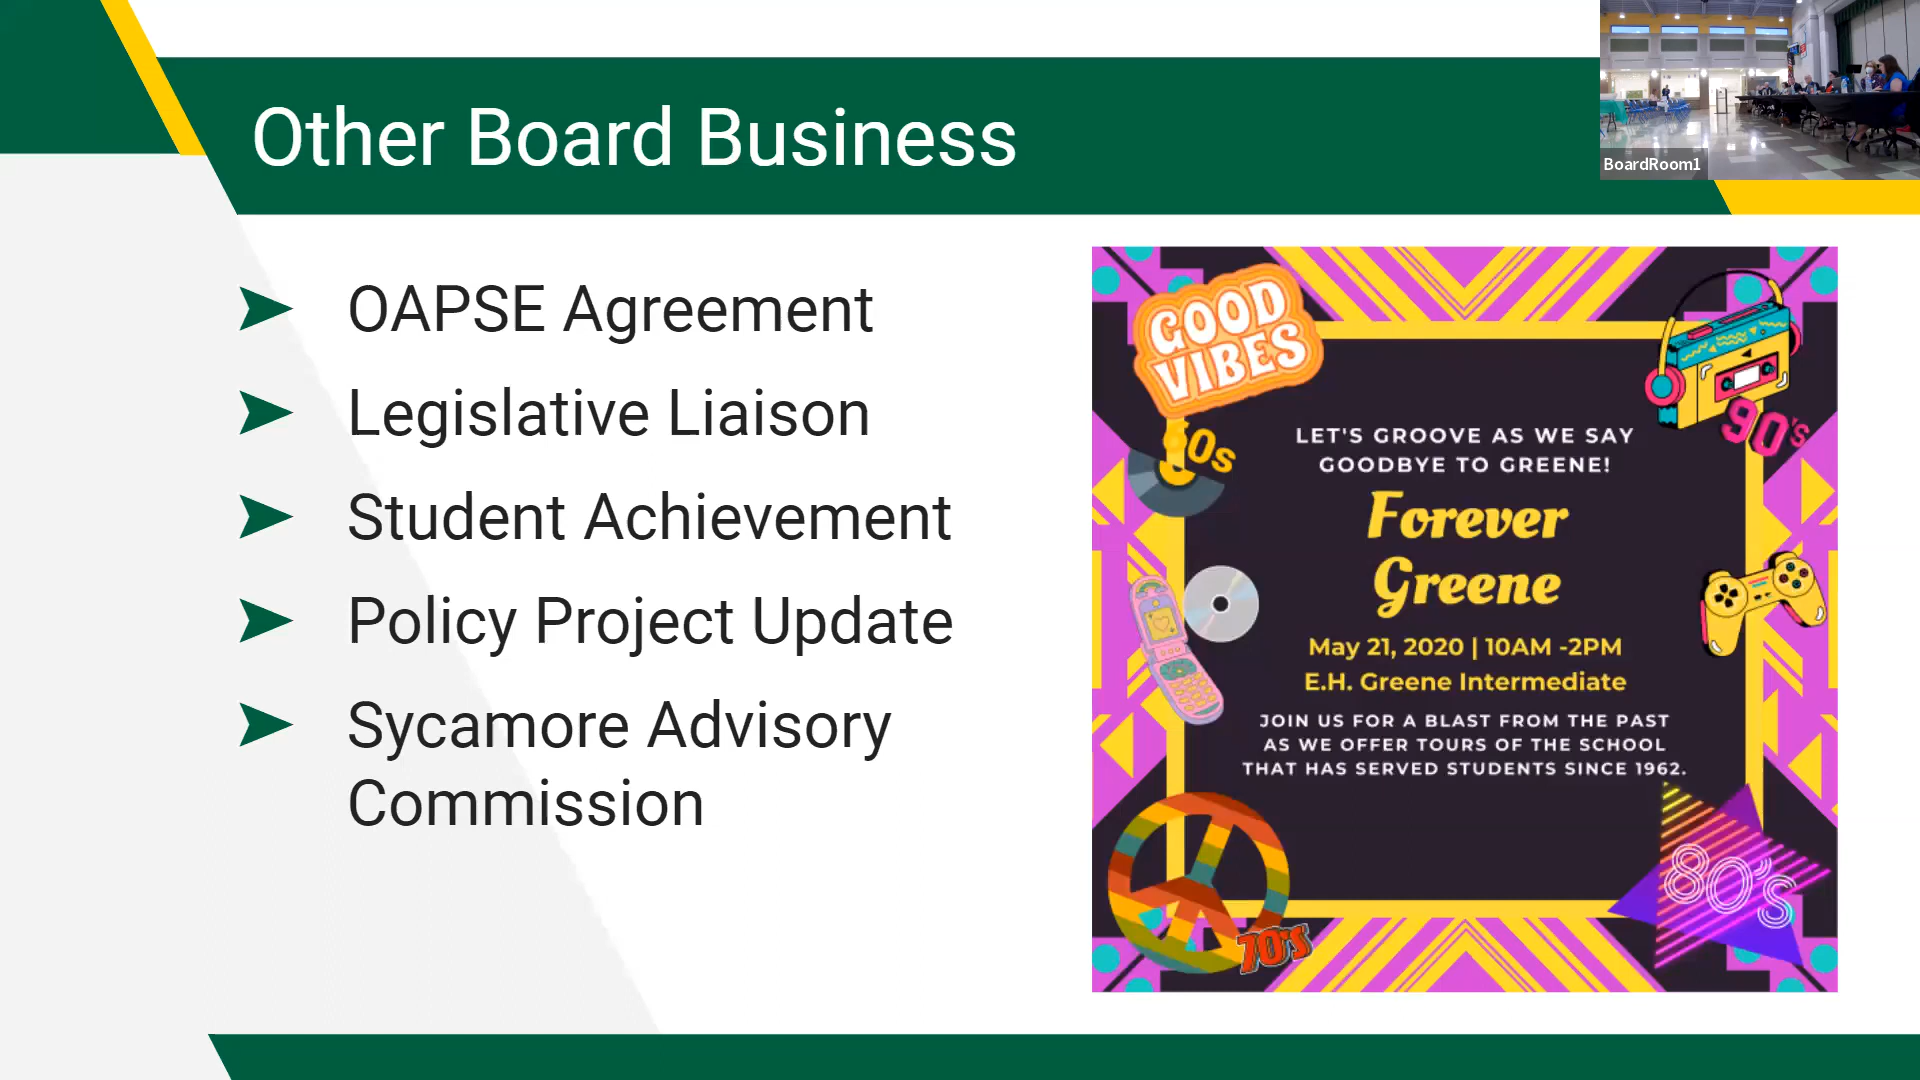 Other Board Business
BoardRoom1
OAPSE Agreement
Legislative Liaison
Student Achievement
Policy Project Update
Sycamore Advisory
Commission
GOOD
VIBES
60s
90's
LET'S GROOVE AS WE SAY
GOODBYE TO GREENE!
Forever
Greene
May 21, 2020 | 10AM -2PM
E.H. Greene Intermediate
JOIN US FOR A BLAST FROM THE PAST
AS WE OFFER TOURS OF THE SCHOOL
THAT HAS SERVED STUDENTS SINCE 1962.
70's
80's